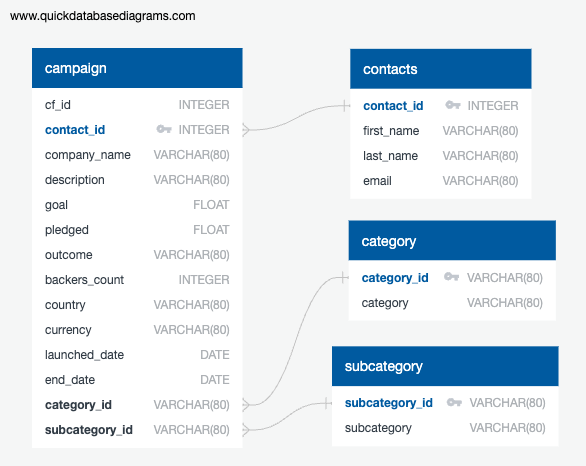 www.quickdatabasediagrams.com
campaign
cf_id INTEGER
contact_id INTEGER
company_name VARCHAR(80)
description VARCHAR(80)
goal FLOAT
pledged FLOAT
outcome VARCHAR(80)
backers_count INTEGER
country VARCHAR(80)
currency VARCHAR(80)
launched_date DATE
end_date DATE
category_id VARCHAR(80)
subcategory_id VARCHAR(80)
contacts
contact_id INTEGER
first_name VARCHAR(80)
last_name VARCHAR(80)
email VARCHAR(80)
category
category_id VARCHAR(80)
category VARCHAR(80)
subcategory
subcategory_id VARCHAR(80)
subcategory VARCHAR(80)